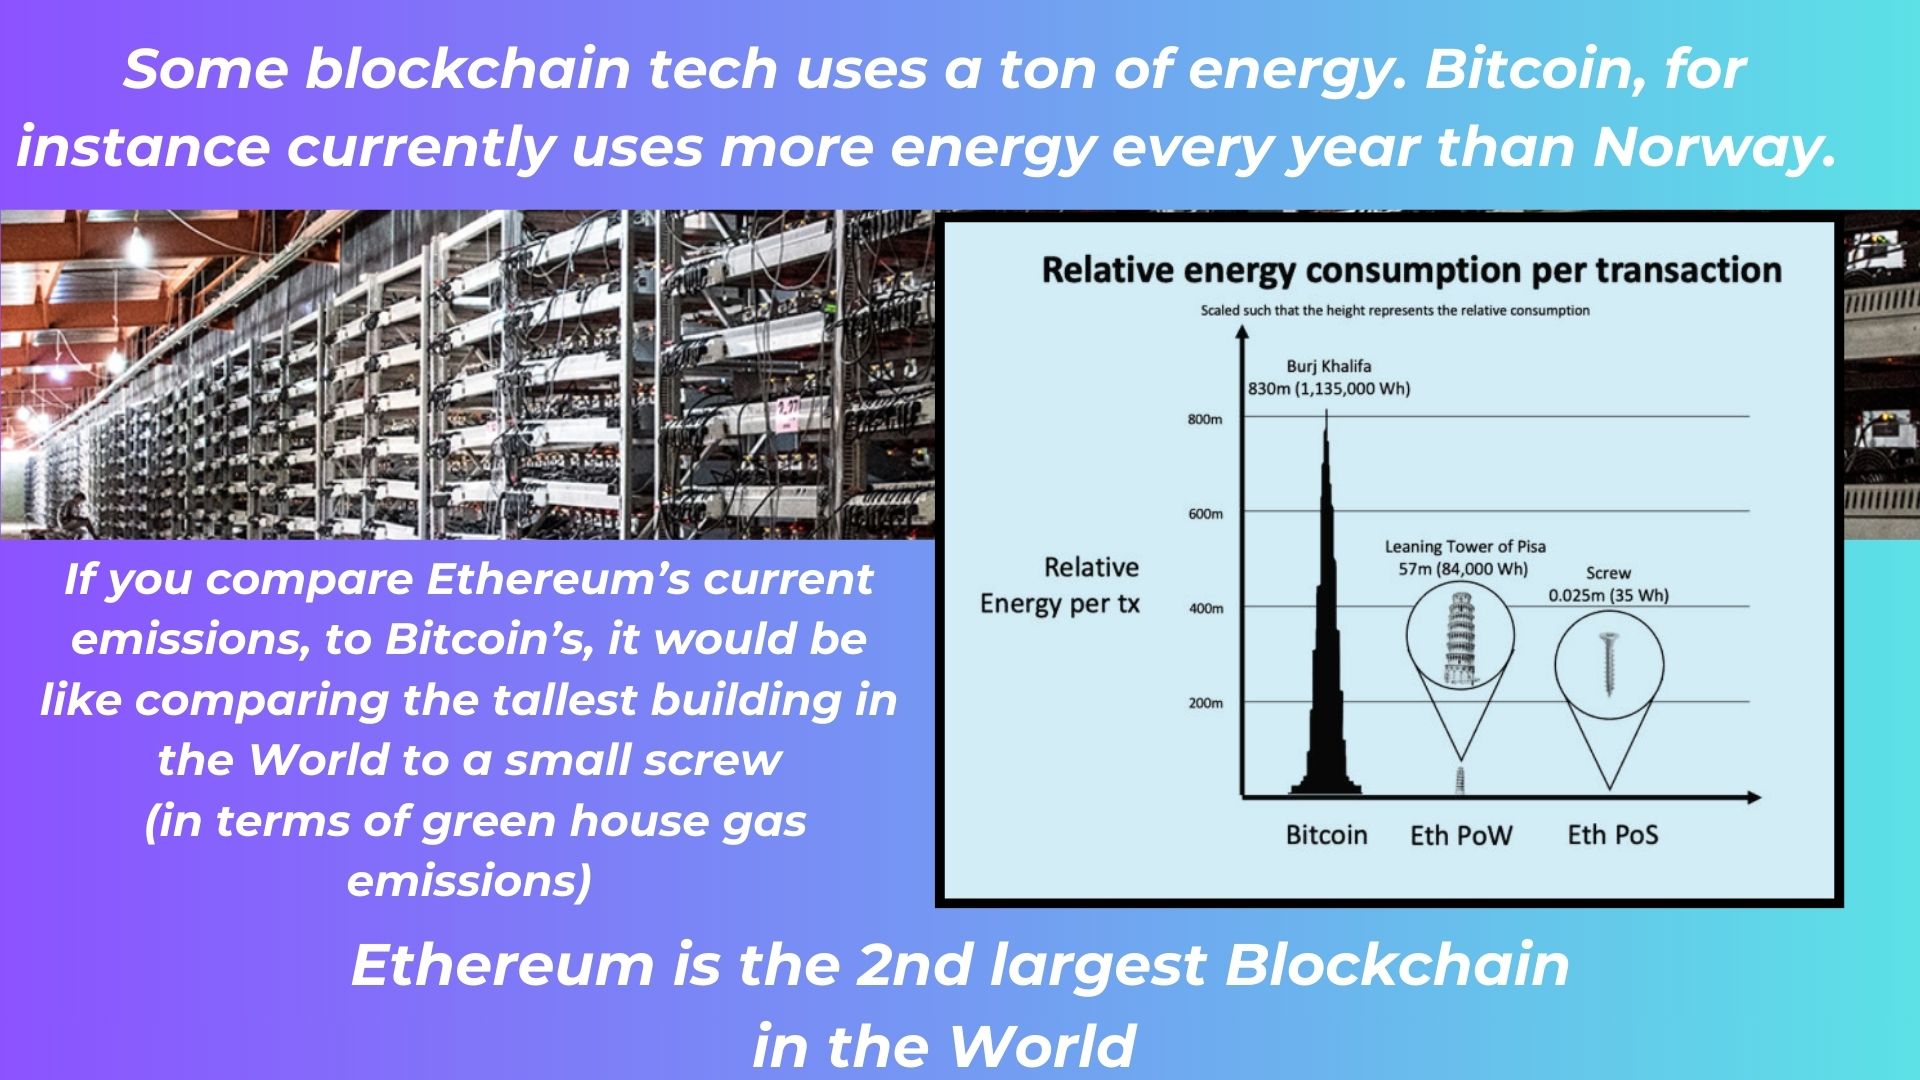 Some blockchain tech uses a ton of energy. Bitcoin, for
instance currently uses more energy every year than Norway.
Relative energy consumption per transaction
Scaled such that the height represents the relative consumption
Burj Khalifa
830m (1,135,000 Wh)
800m
600m
Leaning Tower of Pisa
57m (84,000 Wh)
Screw
0.025m (35 Wh)
Relative
Energy per tx
400m
200m
Bitcoin
Eth PoW
Eth PoS
If you compare Ethereum’s current
emissions, to Bitcoin’s, it would be
like comparing the tallest building in
the World to a small screw
(in terms of green house gas
emissions)
Ethereum is the 2nd largest Blockchain
in the World